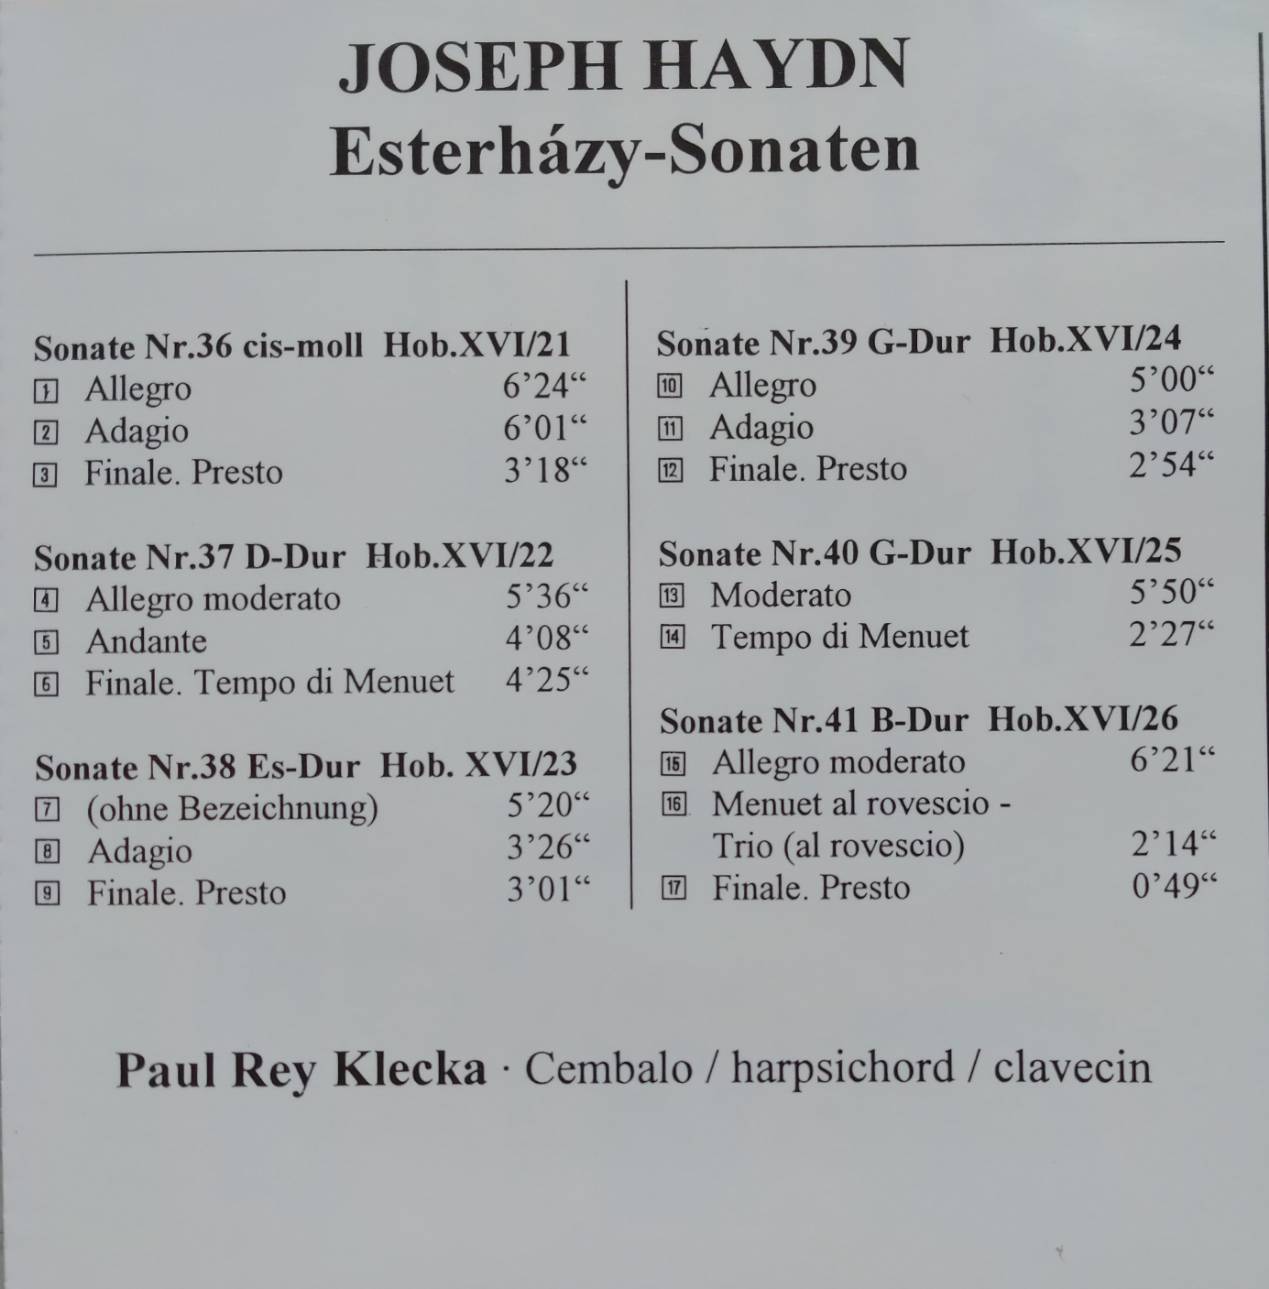 JOSEPH HAYDN
Esterházy-Sonaten
Sonate Nr.36 cis-moll Hob.XVI/21
1 Allegro 6’24“
2 Adagio 6’01“
3 Finale. Presto 3’18“
Sonate Nr.37 D-Dur Hob.XVI/22
4 Allegro moderato 5’36“
5 Andante 4’08“
6 Finale. Tempo di Menuet 4’25“
Sonate Nr.38 Es-Dur Hob. XVI/23
7 (ohne Bezeichnung) 5’20“
8 Adagio 3’26“
9 Finale. Presto 3’01“
Sonate Nr.39 G-Dur Hob.XVI/24
10 Allegro 5’00“
11 Adagio 3’07“
12 Finale. Presto 2’54“
Sonate Nr.40 G-Dur Hob.XVI/25
13 Moderato 5’50“
14 Tempo di Menuet 2’27“
Sonate Nr.41 B-Dur Hob.XVI/26
15 Allegro moderato 6’21“
16 Menuet al rovescio -
Trio (al rovescio) 2’14“
17 Finale. Presto 0’49“
Paul Rey Klecka · Cembalo / harpsichord / clavecin